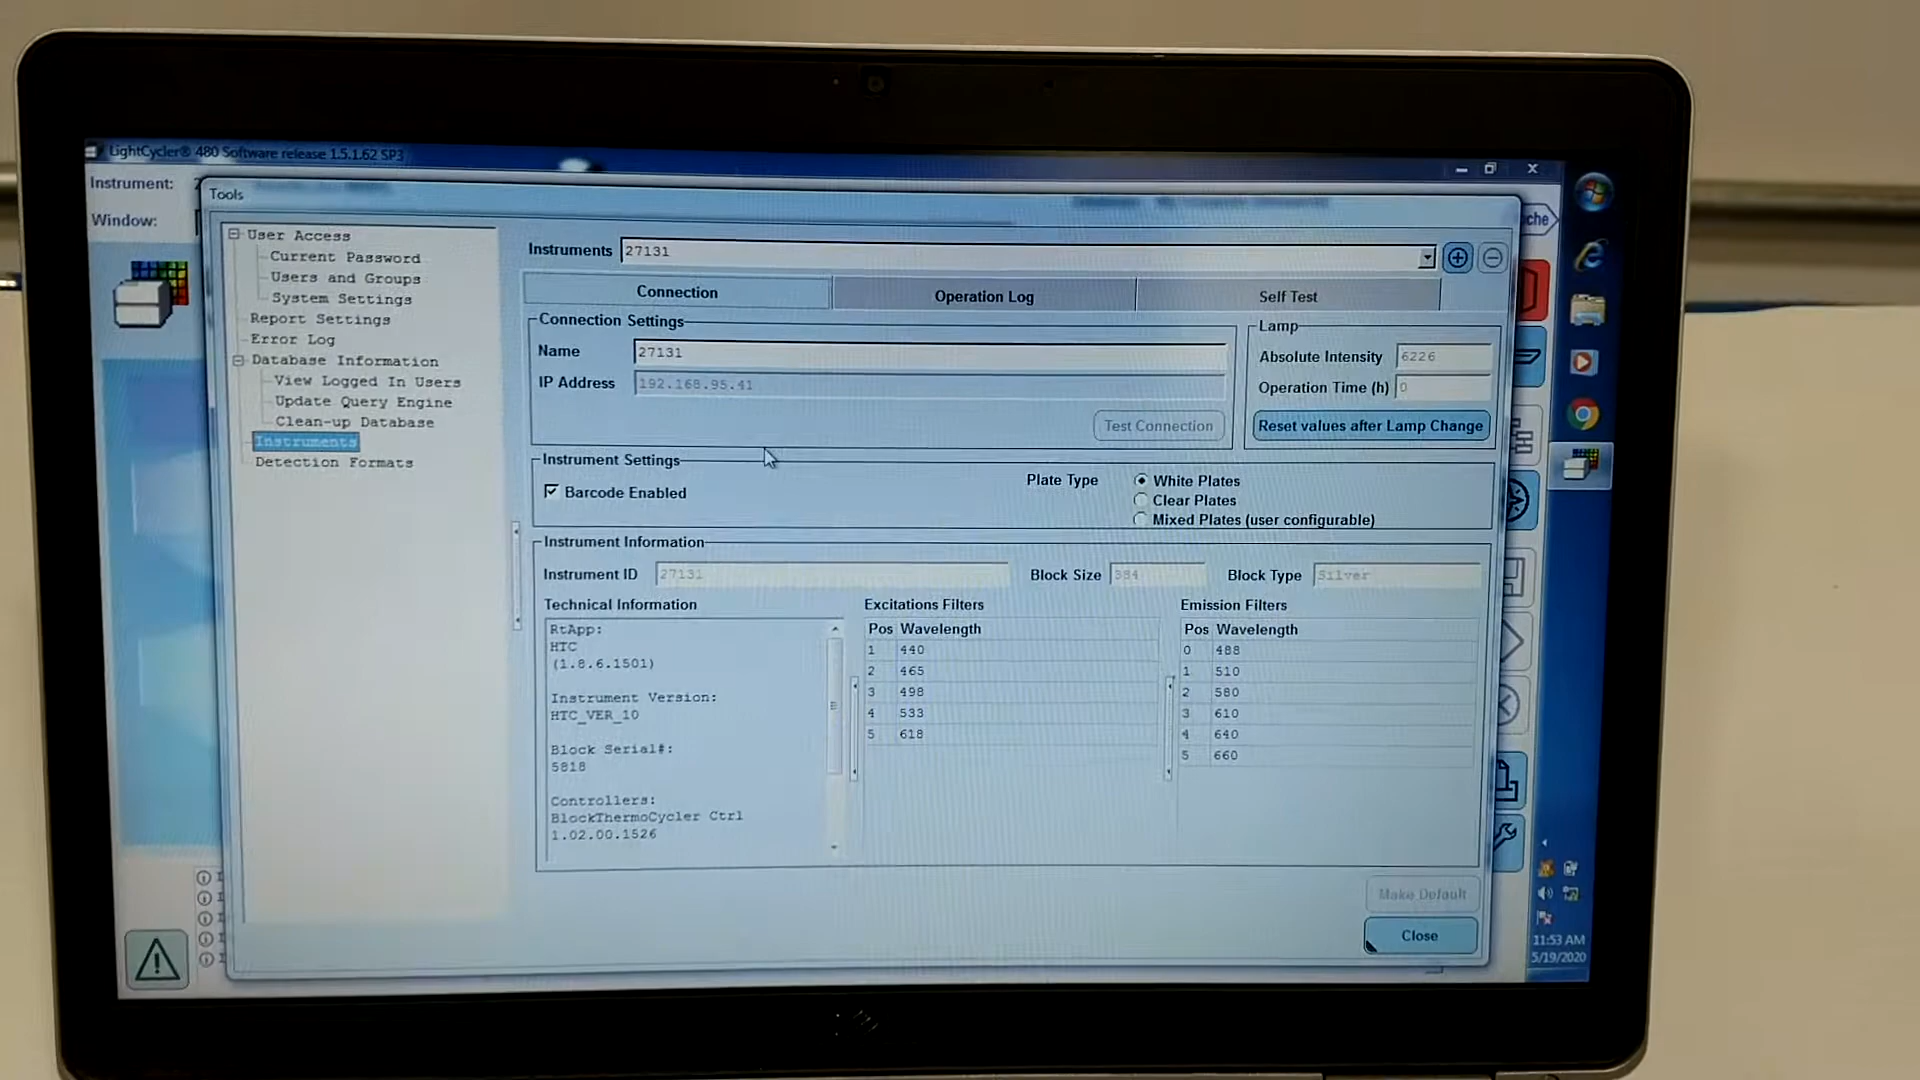 LightCycler® 480 Software release 1.5.1.62 SP3
Instrument:
Window:
Tools
User Access
Current Password
Users and Groups
System Settings
Report Settings
Error Log
Database Information
View Logged In Users
Update Query Engine
Clean-up Database
Instruments
Detection Formats
Instruments 27131
Connection Operation Log Self Test
Connection Settings
Name 27131
IP Address 192.168.95.41
Test Connection
Lamp
Absolute Intensity 6226
Operation Time (h) 0
Reset values after Lamp Change
Instrument Settings
Barcode Enabled
Plate Type White Plates
Clear Plates
Mixed Plates (user configurable)
Instrument Information
Instrument ID 27131 Block Size 384 Block Type Silver
Technical Information
RtApp:
HTC
(1.8.6.1501)
Instrument Version:
HTC_VER_10
Block Serial#:
5818
Controllers:
BlockThermoCycler Ctrl
1.02.00.1526
Excitations Filters
Pos Wavelength
1 440
2 465
3 498
4 533
5 618
Emission Filters
Pos Wavelength
0 488
1 510
2 580
3 610
4 640
5 660
Make Default
Close
che
11:53 AM
5/19/2020